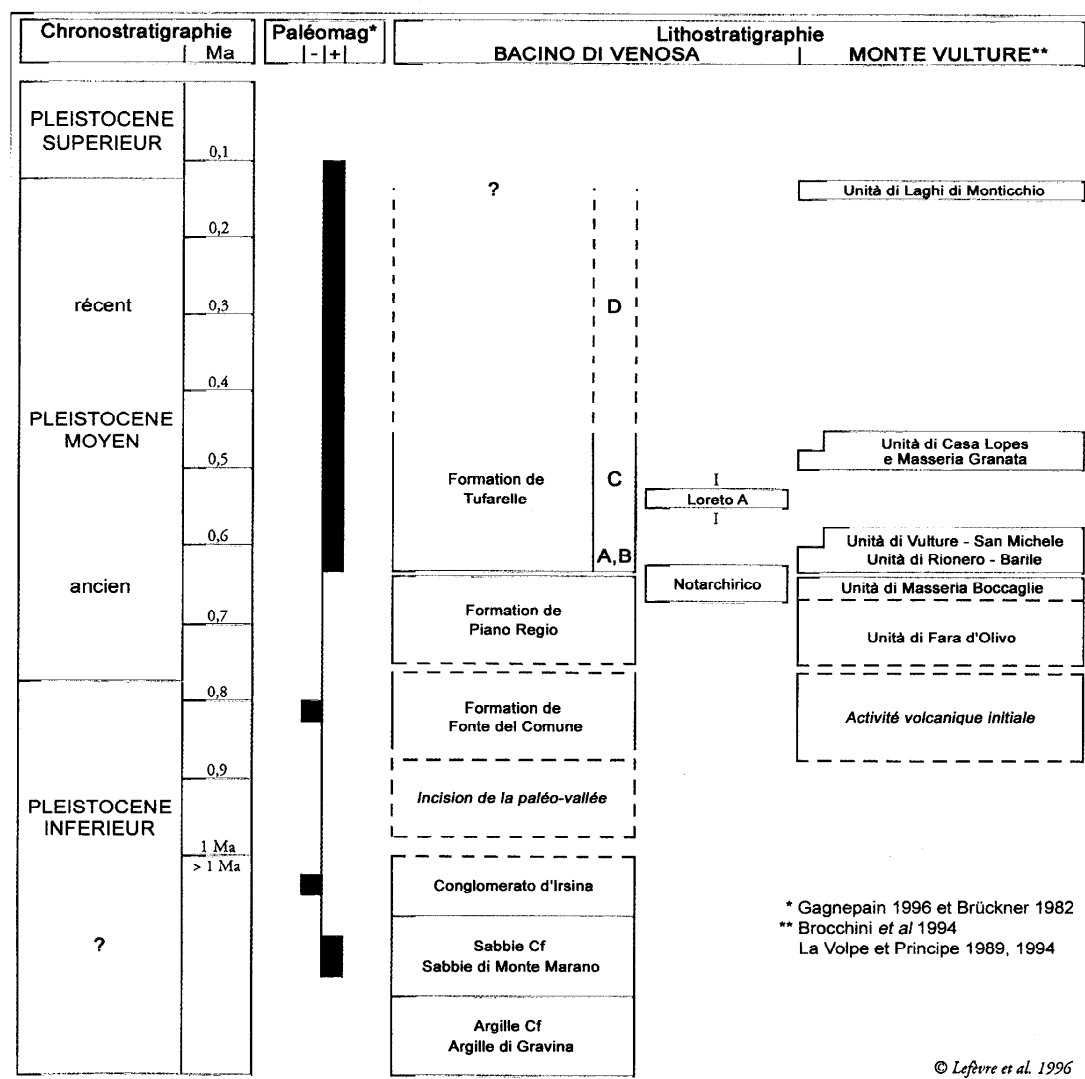 Chronostratigraphie
Ma
Paléomag*
- +
Lithostratigraphie
BACINO DI VENOSA
MONTE VULTURE**
PLEISTOCENE
SUPERIEUR
0,1
récent
0,2
0,3
0,4
PLEISTOCENE
MOYEN
0,5
0,6
ancien
0,7
0,8
0,9
PLEISTOCENE
INFERIEUR
1 Ma
> 1 Ma
?
?
D
Formation de
Tufarelle
C
A,B
Formation de
Piano Regio
Formation de
Fonte del Comune
Incision de la paléo-vallée
Conglomerato d'Irsina
Sabbie Cf
Sabbie di Monte Marano
Argille Cf
Argille di Gravina
I
Loreto A
I
Notarchirico
Unità di Laghi di Monticchio
Unità di Casa Lopes
e Masseria Granata
Unità di Vulture - San Michele
Unità di Rionero - Barile
Unità di Masseria Boccaglie
Unità di Fara d'Olivo
Activité volcanique initiale
* Gagnepain 1996 et Brückner 1982
** Brocchini et al 1994
La Volpe et Principe 1989, 1994
© Lefèvre et al. 1996